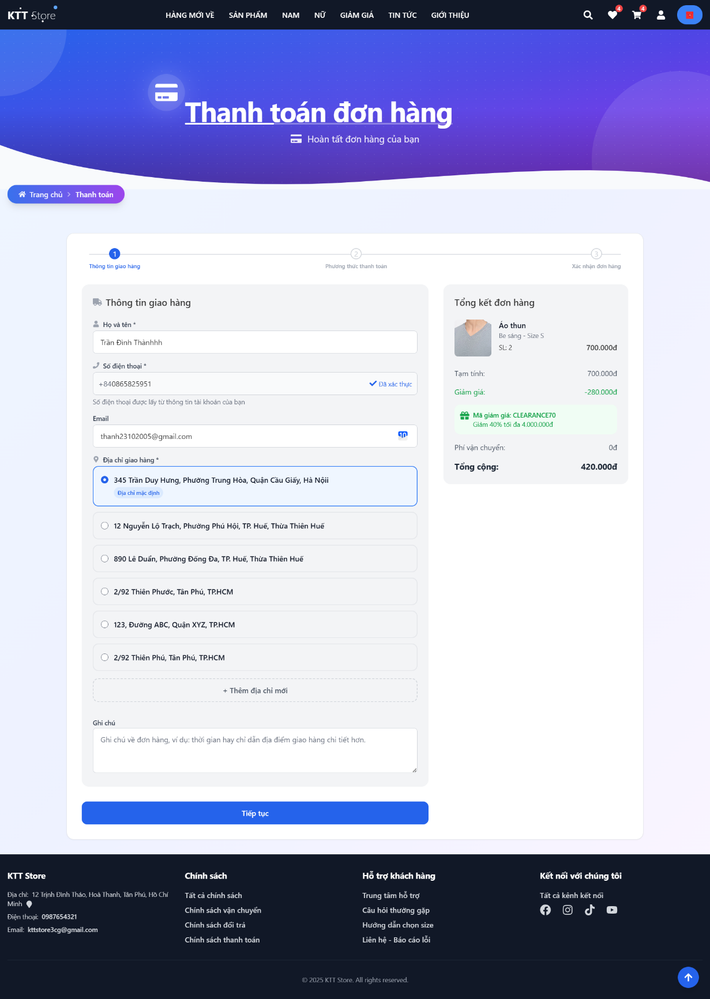 KTT Store
HÀNG MỚI VỀ
SẢN PHẨM
NAM
NỮ
GIẢM GIÁ
TIN TỨC
GIỚI THIỆU
4
4
Thanh toán đơn hàng
Hoàn tất đơn hàng của bạn
Trang chủ
Thanh toán
1
2
3
Thông tin giao hàng
Phương thức thanh toán
Xác nhận đơn hàng
Thông tin giao hàng
Họ và tên *
Trần Đình Thảnhhh
Số điện thoại *
+840865825951
Đã xác thực
Số điện thoại được lấy từ thông tin tài khoản của bạn
Email
thanh23102005@gmail.com
Địa chỉ giao hàng *
345 Trần Duy Hưng, Phường Trung Hòa, Quận Cầu Giấy, Hà Nộii
Địa chỉ mặc định
12 Nguyễn Lộ Trạch, Phường Phú Hội, TP. Huế, Thừa Thiên Huế
890 Lê Duẩn, Phường Đống Đa, TP. Huế, Thừa Thiên Huế
2/92 Thiên Phước, Tân Phú, TP.HCM
123, Đường ABC, Quận XYZ, TP.HCM
2/92 Thiên Phú, Tân Phú, TP.HCM
+ Thêm địa chỉ mới
Ghi chú
Ghi chú về đơn hàng, ví dụ: thời gian hay chỉ dẫn địa điểm giao hàng chi tiết hơn.
Tiếp tục
Tổng kết đơn hàng
Áo thun
Be sáng - Size S
SL: 2
700.000đ
Tạm tính:
700.000đ
Giảm giá:
-280.000đ
Mã giảm giá: CLEARANCE70
Giảm 40% tối đa 4.000.000đ
Phí vận chuyển:
0đ
Tổng cộng:
420.000đ
KTT Store
Địa chỉ: 12 Trịnh Đình Thảo, Hoà Thanh, Tân Phú, Hồ Chí
Minh
Điện thoại: 0987654321
Email: kttstore3cg@gmail.com
Chính sách
Tất cả chính sách
Chính sách vận chuyển
Chính sách đổi trả
Chính sách thanh toán
Hỗ trợ khách hàng
Trung tâm hỗ trợ
Câu hỏi thường gặp
Hướng dẫn chọn size
Liên hệ - Báo cáo lỗi
Kết nối với chúng tôi
Tất cả kênh kết nối
© 2025 KTT Store. All rights reserved.